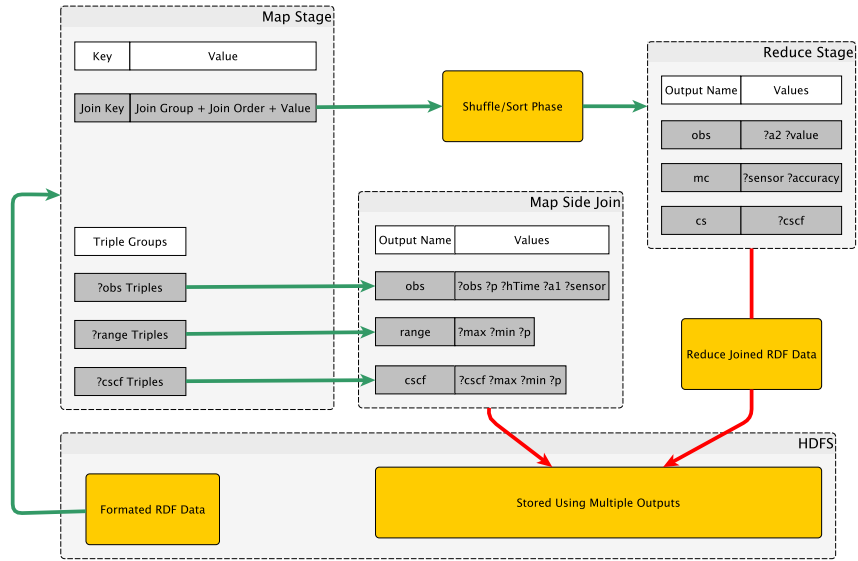 Map Stage
Key
Value
Join Key
Join Group + Join Order + Value
Shuffle/Sort Phase
Reduce Stage
Output Name
Values
obs
?a2 ?value
mc
?sensor ?accuracy
cs
?cscf
Triple Groups
?obs Triples
?range Triples
?cscf Triples
Map Side Join
Output Name
Values
obs
?obs ?p ?hTime ?a1 ?sensor
range
?max ?min ?p
cscf
?cscf ?max ?min ?p
Reduce Joined RDF Data
HDFS
Formated RDF Data
Stored Using Multiple Outputs